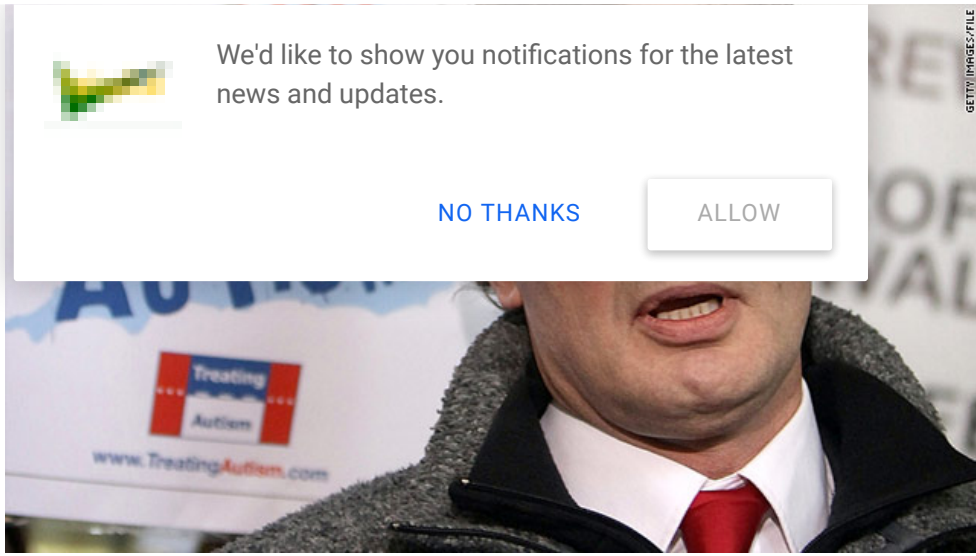 We'd like to show you notifications for the latest
news and updates.
NO THANKS
ALLOW
GETTY IMAGES/FILE
Treating
Autism
www.TreatingAutism.com